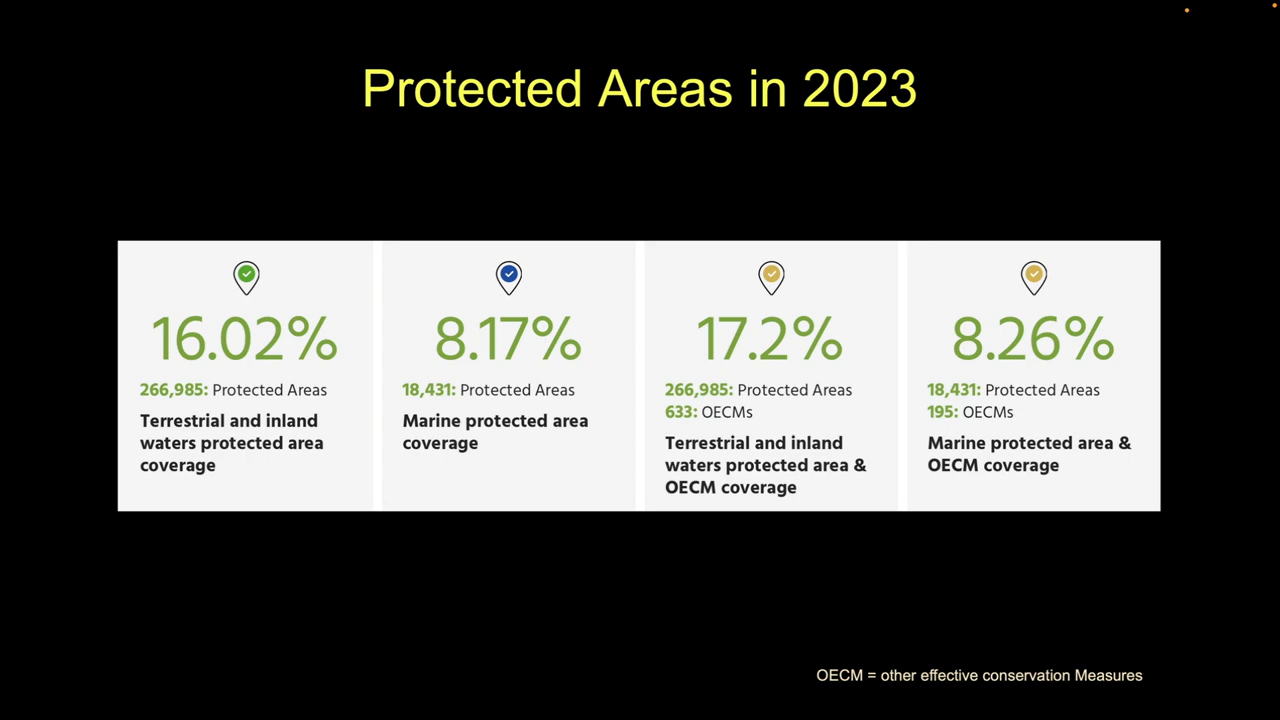 Protected Areas in 2023
16.02%
266,985: Protected Areas
Terrestrial and inland
waters protected area
coverage
8.17%
18,431: Protected Areas
Marine protected area
coverage
17.2%
266,985: Protected Areas
633: OECMs
Terrestrial and inland
waters protected area &
OECM coverage
8.26%
18,431: Protected Areas
195: OECMs
Marine protected area &
OECM coverage
OECM = other effective conservation Measures